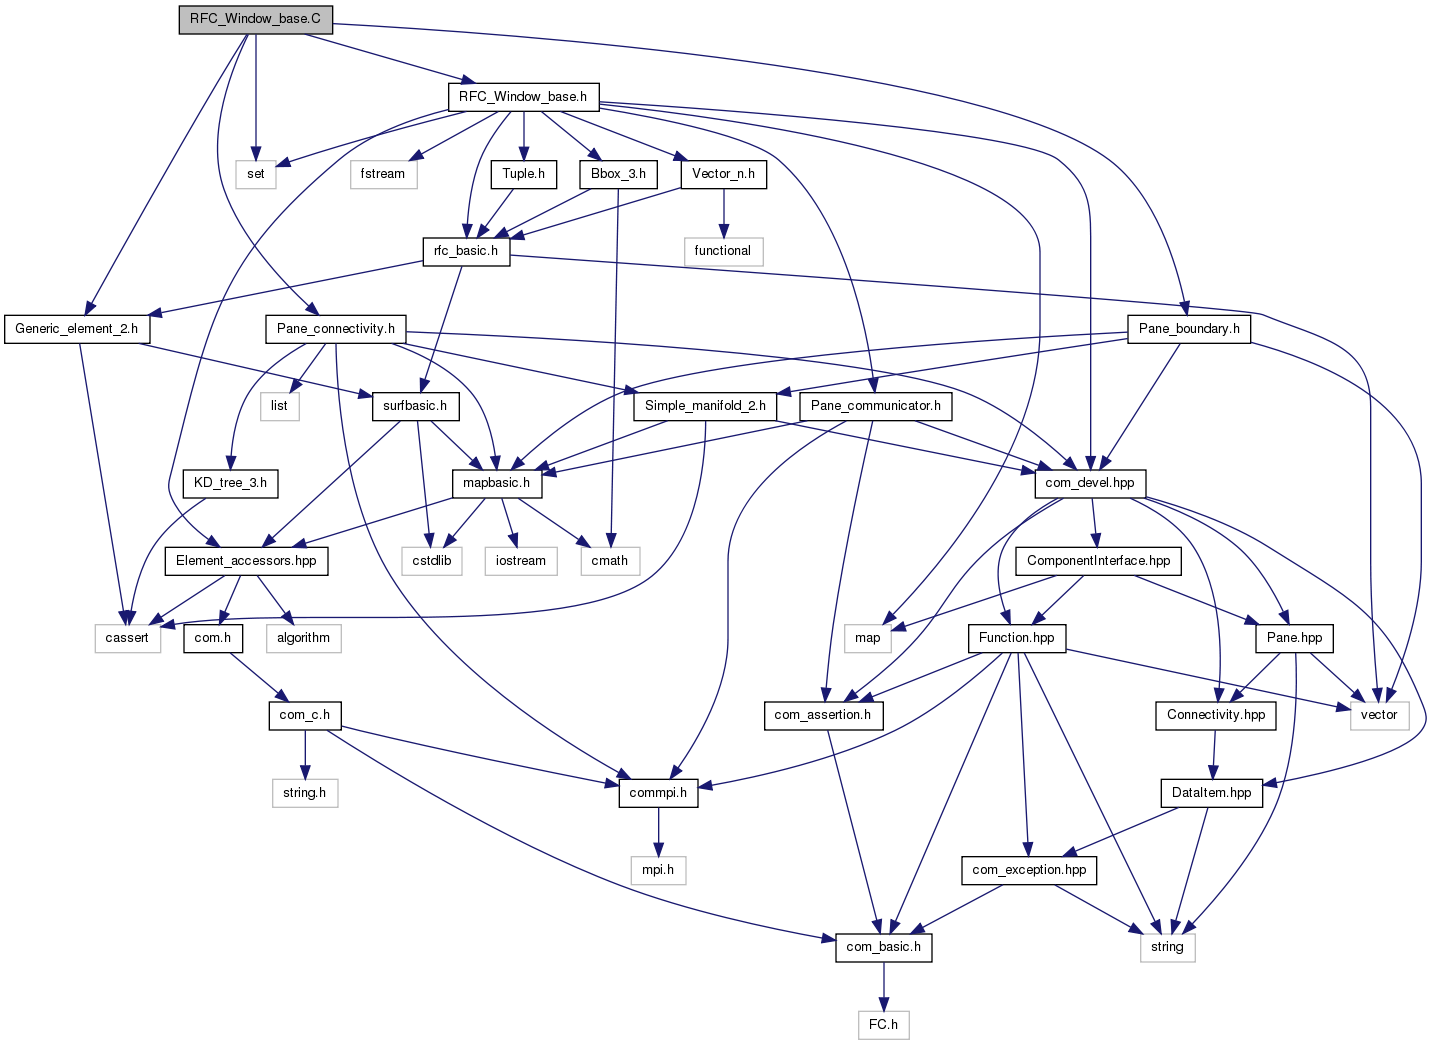 RFC_Window_base.C
RFC_Window_base.h
set
fstream
Tuple.h
Bbox_3.h
Vector_n.h
rfc_basic.h
functional
Generic_element_2.h
Pane_connectivity.h
Pane_boundary.h
list
surfbasic.h
Simple_manifold_2.h
Pane_communicator.h
KD_tree_3.h
mapbasic.h
com_devel.hpp
Element_accessors.hpp
cstdlib
iostream
cmath
ComponentInterface.hpp
cassert
com.h
algorithm
map
Function.hpp
Pane.hpp
com_c.h
com_assertion.h
Connectivity.hpp
vector
string.h
commpi.h
DataItem.hpp
mpi.h
com_exception.hpp
com_basic.h
string
FC.h